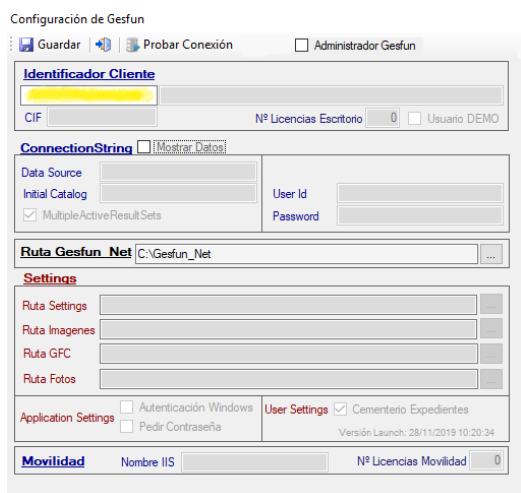 Configuración de Gesfun
Guardar Probar Conexión Administrador Gesfun
Identificador Cliente
CIF Nº Licencias Escritorio 0 Usuario DEMO
ConnectionString Mostrar Datos
Data Source
Initial Catalog User Id
MultipleActiveResultSets Password
Ruta Gesfun_Net C:\Gesfun_Net ...
Settings
Ruta Settings ...
Ruta Imagenes ...
Ruta GFC ...
Ruta Fotos ...
Application Settings Autenticación Windows User Settings Cementerio Expedientes
Pedir Contraseña Versión Launch: 28/11/2019 10:20:34
Movilidad Nombre IIS Nº Licencias Movilidad 0